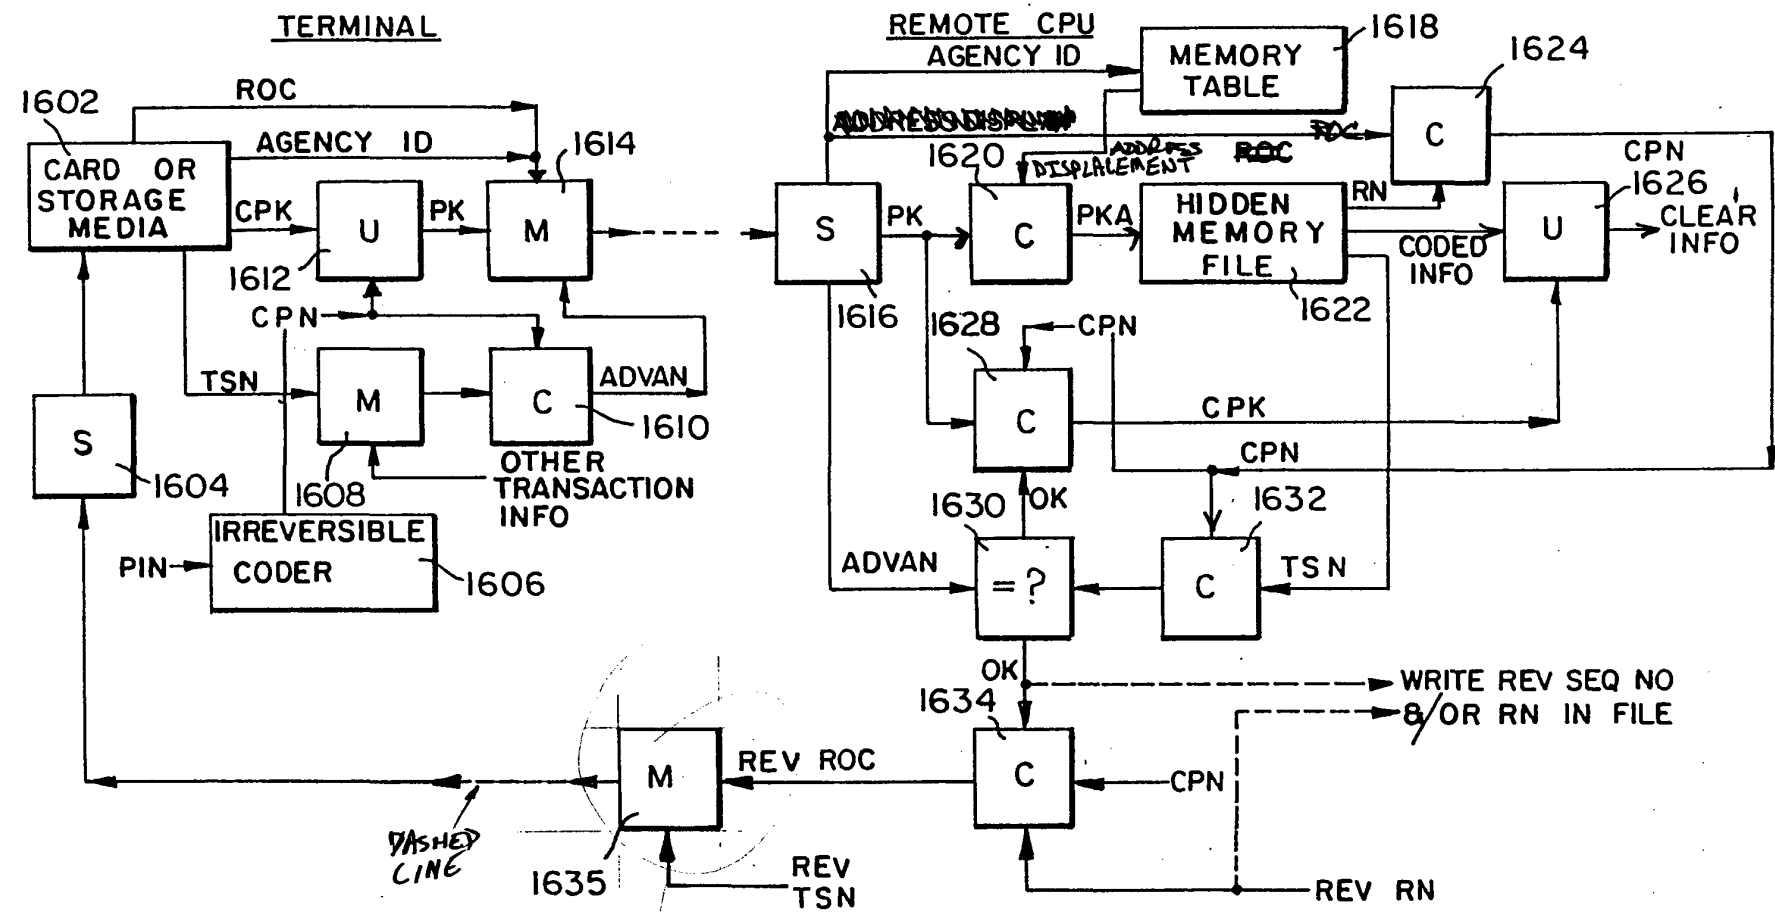 TERMINAL
REMOTE CPU
AGENCY ID
1618
MEMORY
TABLE
1624
1602
ROC
AGENCY ID
1614
CARD OR
STORAGE
MEDIA
CPK
U
PK
M
1612
CPN
TSN
M
C
ADVAN
1610
S
1604
1608
OTHER
TRANSACTION
INFO
IRREVERSIBLE
CODER
PIN
1606
ADDRESS DISPLACEMENT
ROC
C
1620
ADDRESS
DISPLACEMENT
ROC
CPN
1626
S
PK
C
PKA
HIDDEN
MEMORY
FILE
RN
CODED
INFO
U
CLEAR
INFO
1616
1622
1628
CPN
C
CPK
CPN
1630
OK
1632
ADVAN
= ?
C
TSN
OK
1634
WRITE REV SEQ NO
&/OR RN IN FILE
M
REV ROC
C
CPN
DASHED
LINE
1635
REV
TSN
REV RN